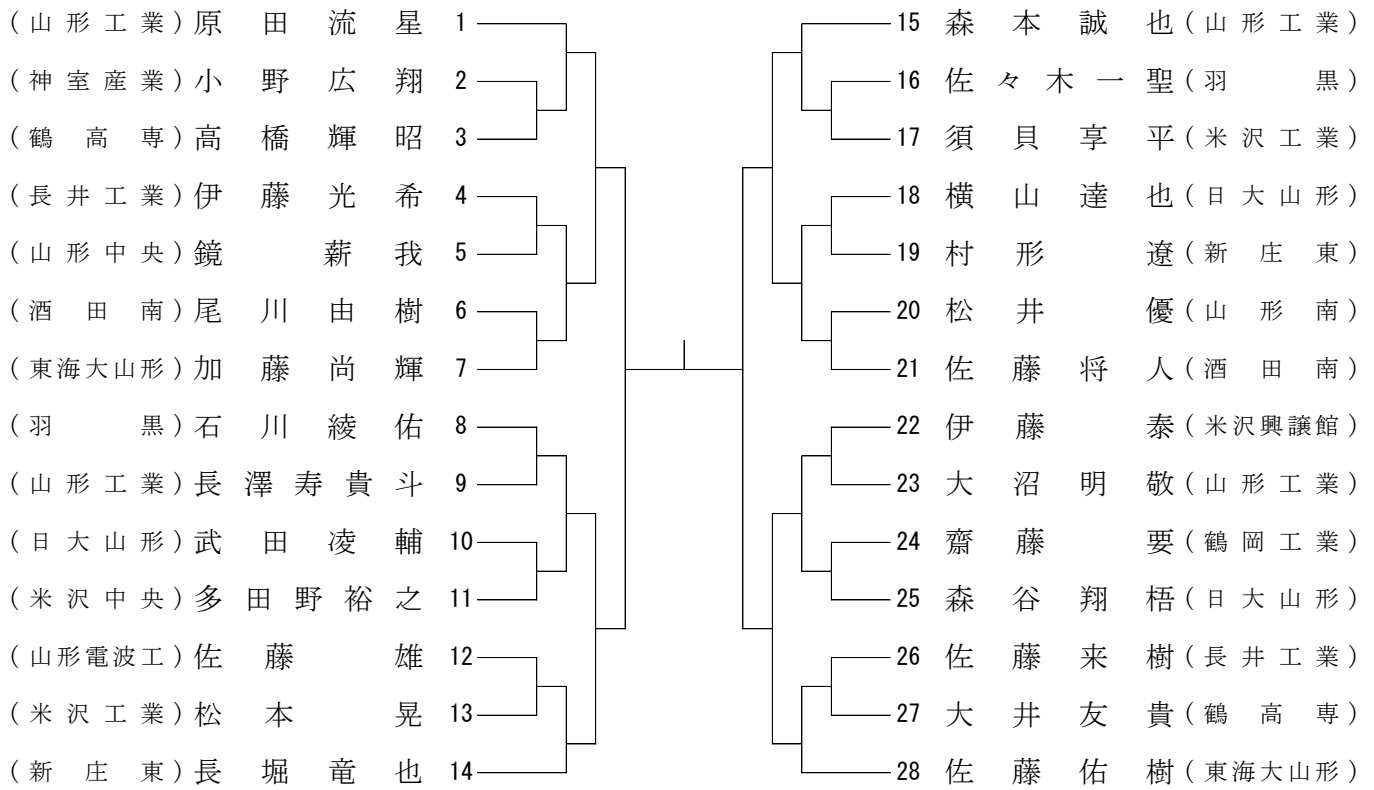 (山形工業)原田流星 1
(神室産業)小野広翔 2
(鶴高専)高橋輝昭 3
(長井工業)伊藤光希 4
(山形中央)鏡薪我 5
(酒田南)尾川由樹 6
(東海大山形)加藤尚輝 7
(羽黒)石川綾佑 8
(山形工業)長澤寿貴斗 9
(日大山形)武田凌輔 10
(米沢中央)多田野裕之 11
(山形電波工)佐藤雄 12
(米沢工業)松本晃 13
(新庄東)長堀竜也 14
15 森本誠也(山形工業)
16 佐々木一聖(羽黒)
17 須貝享平(米沢工業)
18 横山達也(日大山形)
19 村形遼(新庄東)
20 松井優(山形南)
21 佐藤将人(酒田南)
22 伊藤泰(米沢興譲館)
23 大沼明敬(山形工業)
24 齋藤要(鶴岡工業)
25 森谷翔梧(日大山形)
26 佐藤来樹(長井工業)
27 大井友貴(鶴高専)
28 佐藤佑樹(東海大山形)